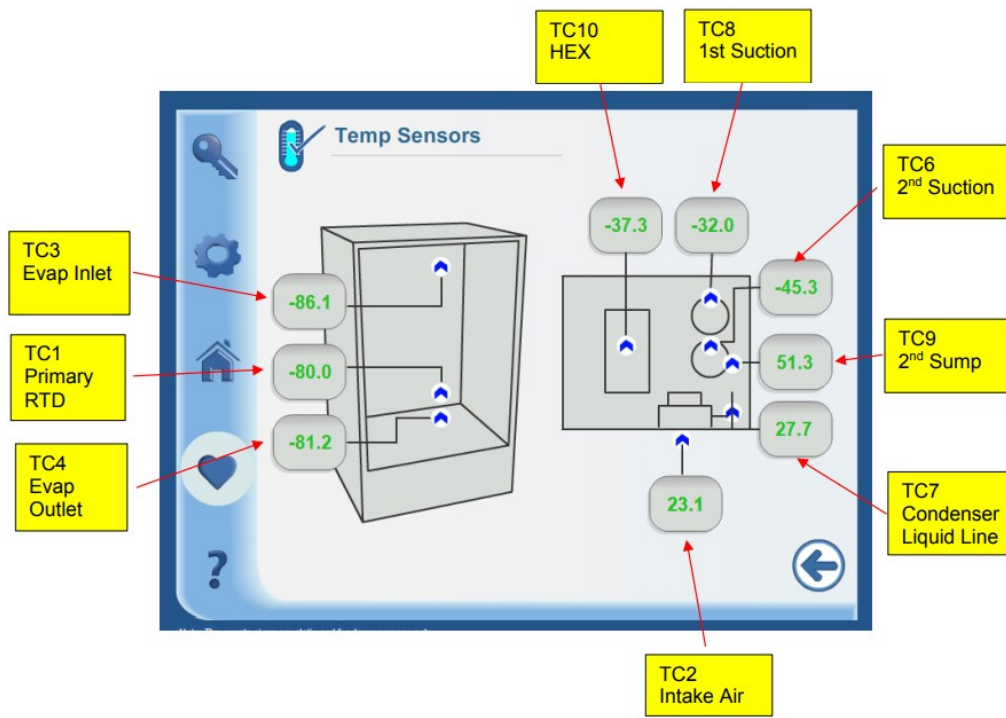 TC10
HEX
TC8
1st Suction
Temp Sensors
TC6
2nd Suction
-37.3
-32.0
TC3
Evap Inlet
-86.1
-45.3
TC1
Primary
RTD
-80.0
51.3
TC9
2nd Sump
TC4
Evap
Outlet
-81.2
27.7
TC7
Condenser
Liquid Line
23.1
?
TC2
Intake Air